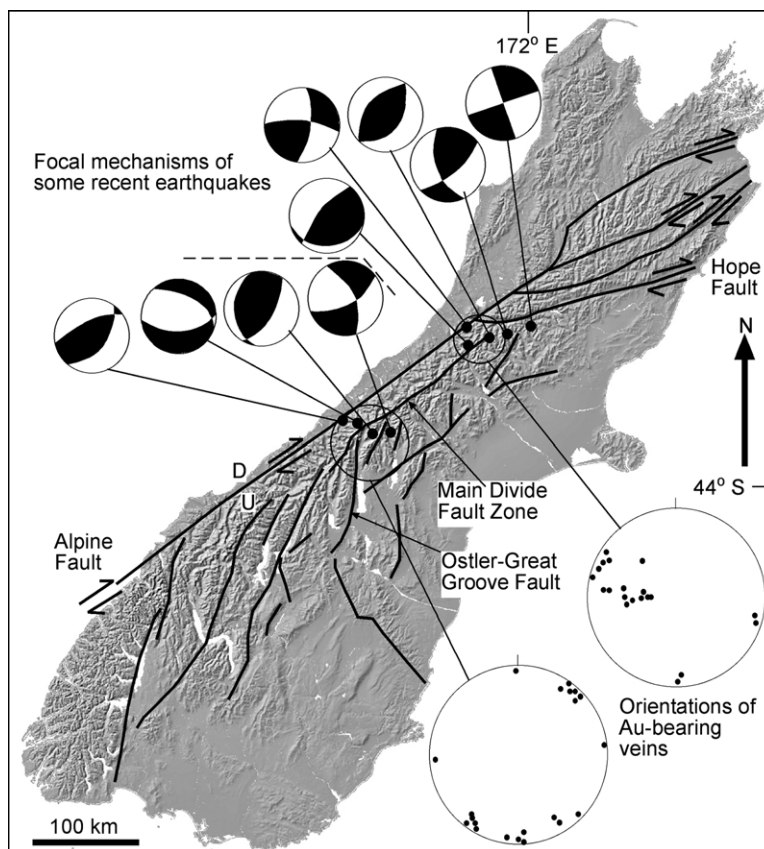 172° E
Focal mechanisms of
some recent earthquakes
Hope
Fault
N
D
U
Main Divide
Fault Zone
44° S
Alpine
Fault
Ostler-Great
Groove Fault
Orientations of
Au-bearing
veins
100 km